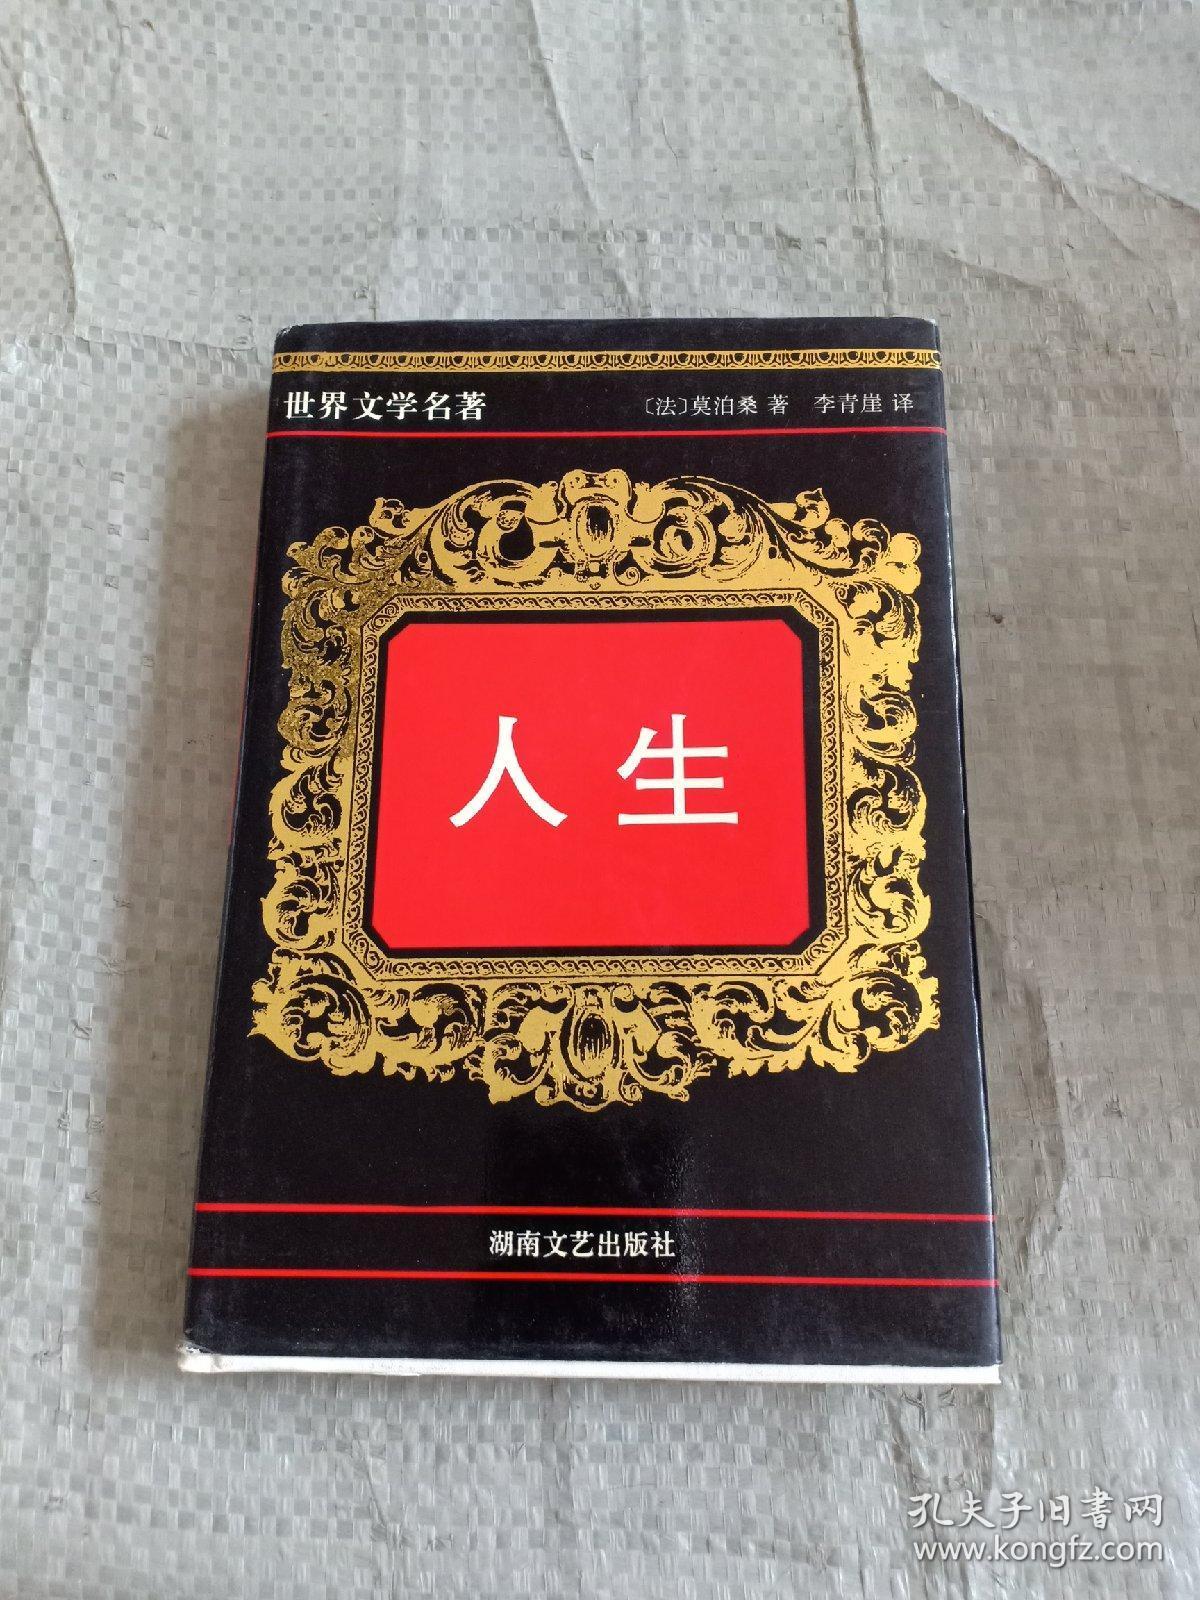 世界文学名著 〔法〕莫泊桑 著 李青崖 译
人生
湖南文艺出版社
孔夫子旧书网
www.kongfz.com